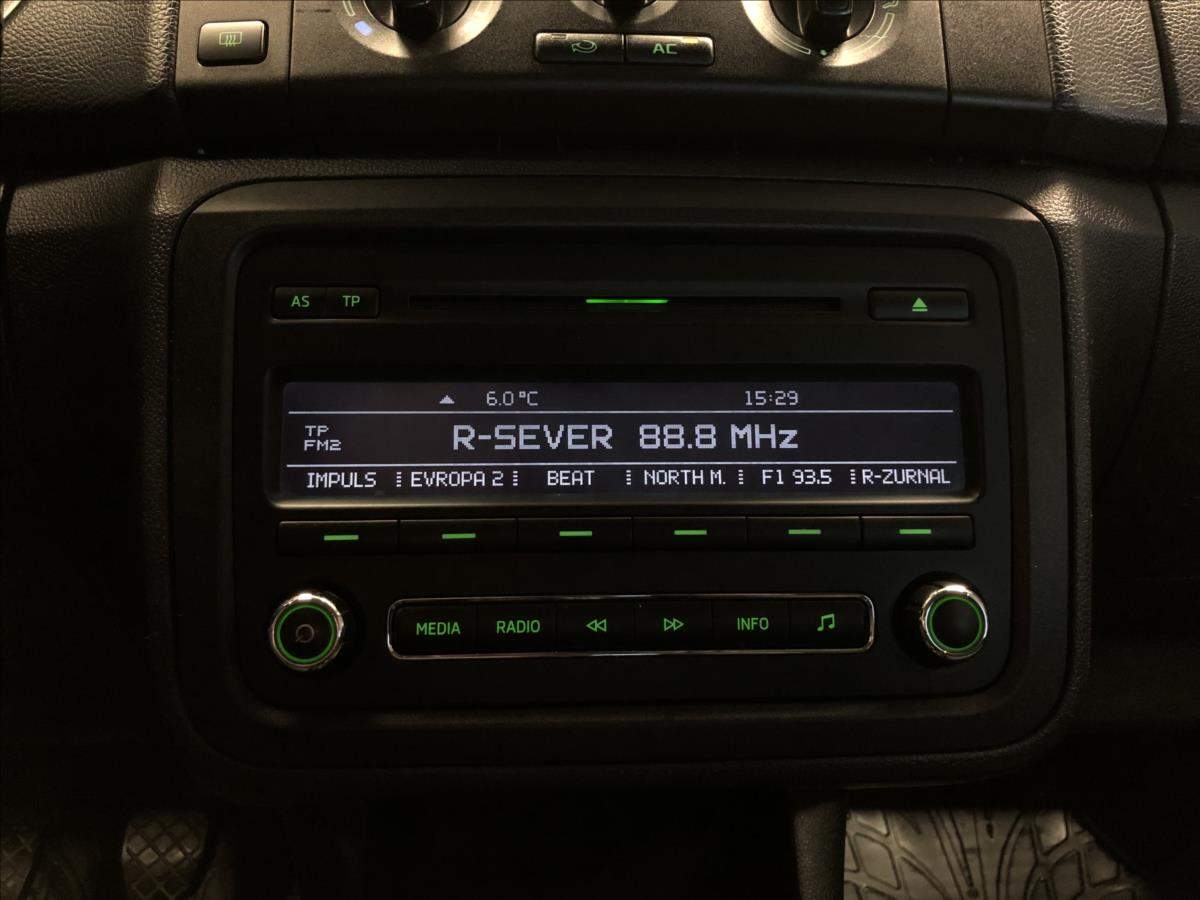 AC
AS TP
6.0 °C 15:29
TP
FM2
R-SEVER 88.8 MHz
IMPULS EVROPA 2 BEAT NORTH M. F1 93.5 R-ZURNAL
MEDIA RADIO INFO